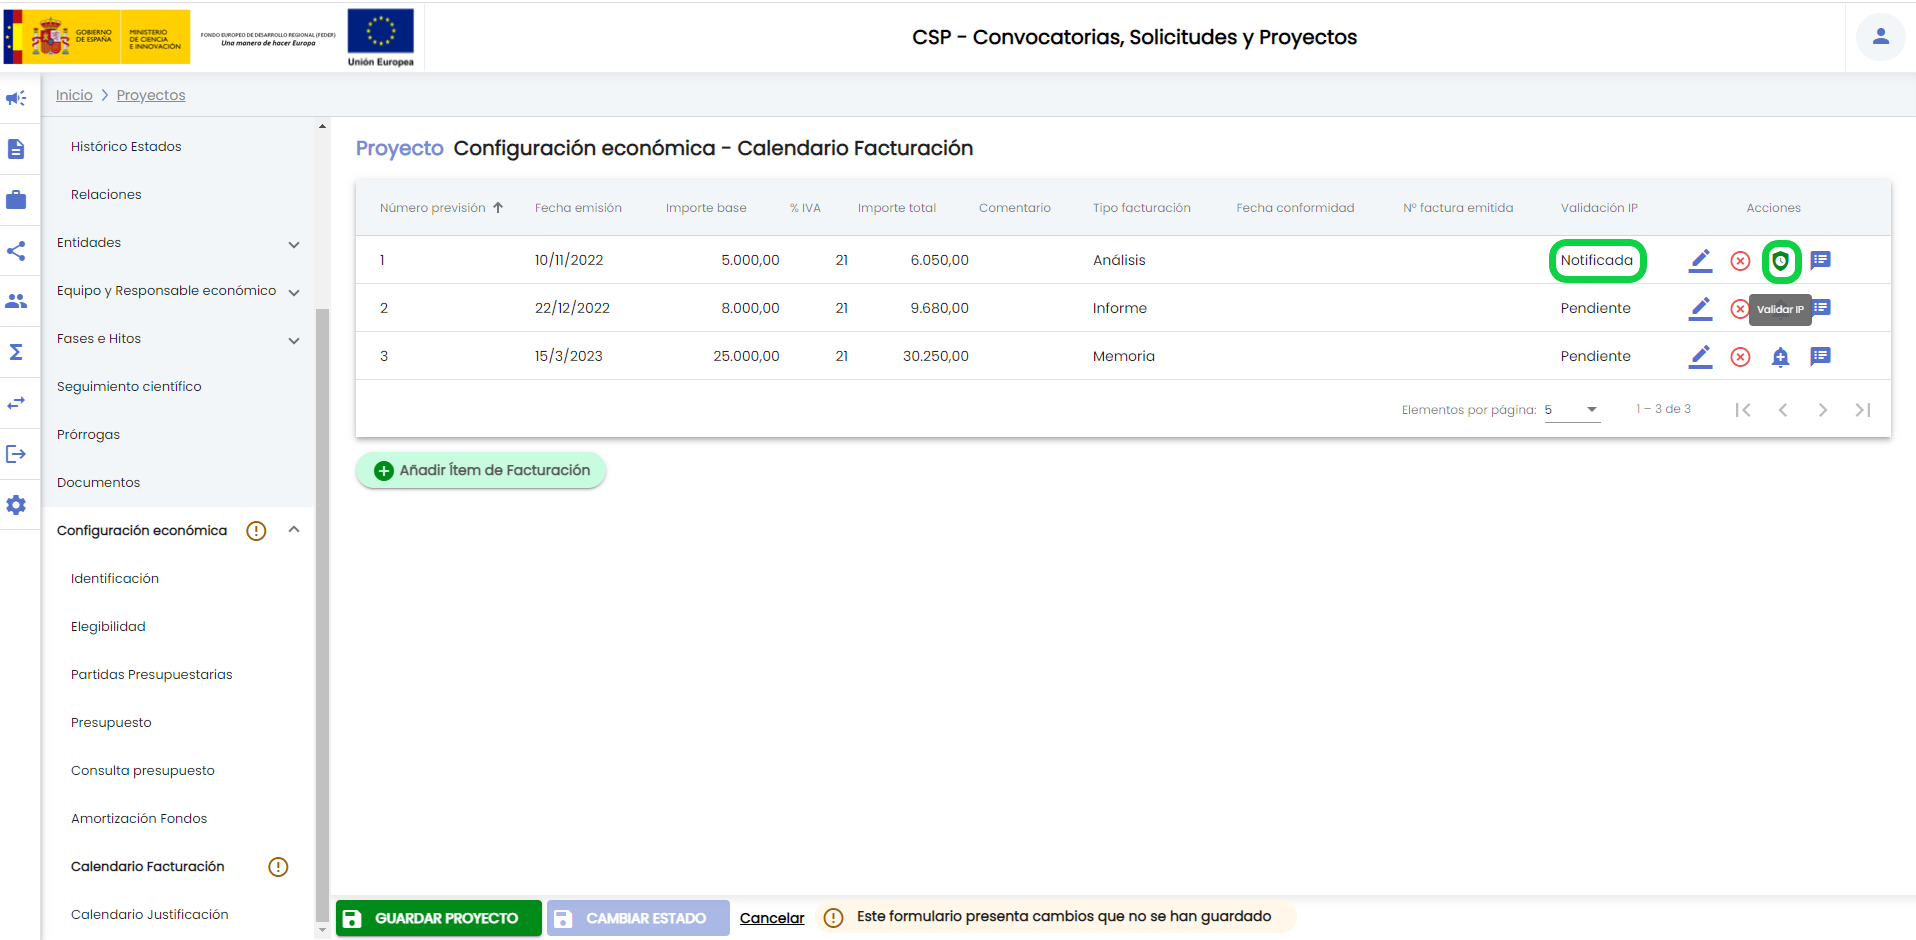 GOBIERNO DE ESPAÑA
MINISTERIO DE CIENCIA E INNOVACIÓN
FONDO EUROPEO DE DESARROLLO REGIONAL (FEDER)
Una manera de hacer Europa
Unión Europea
CSP - Convocatorias, Solicitudes y Proyectos
Inicio > Proyectos
Histórico Estados
Relaciones
Entidades
Equipo y Responsable económico
Fases e Hitos
Seguimiento científico
Prórrogas
Documentos
Configuración económica
Identificación
Elegibilidad
Partidas Presupuestarias
Presupuesto
Consulta presupuesto
Amortización Fondos
Calendario Facturación
Calendario Justificación
Proyecto Configuración económica - Calendario Facturación
Número previsión Fecha emisión Importe base % IVA Importe total Comentario Tipo facturación Fecha conformidad Nº factura emitida Validación IP Acciones
1 10/11/2022 5.000,00 21 6.050,00 Análisis Notificada
2 22/12/2022 8.000,00 21 9.680,00 Informe Pendiente Validar IP
3 15/3/2023 25.000,00 21 30.250,00 Memoria Pendiente
Elementos por página: 5 1 – 3 de 3
Añadir Ítem de Facturación
GUARDAR PROYECTO CAMBIAR ESTADO Cancelar Este formulario presenta cambios que no se han guardado